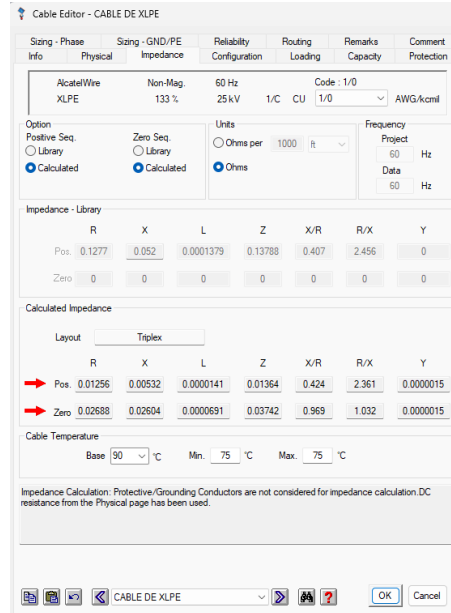 Cable Editor - CABLE DE XLPE
Sizing - Phase Sizing - GND/PE Reliability Routing Remarks Comment
Info Physical Impedance Configuration Loading Capacity Protection
AlcatelWire Non-Mag. 60 Hz Code : 1/0
XLPE 133 % 25 kV 1/C CU 1/0 AWG/kcmil
Option Units Frequency
Positive Seq. Zero Seq. Project
Library Library Ohms per 1000 ft 60 Hz
Calculated Calculated Ohms Data
60 Hz
Impedance - Library
R X L Z X/R R/X Y
Pos. 0.1277 0.052 0.0001379 0.13788 0.407 2.456 0
Zero 0 0 0 0 0 0 0
Calculated Impedance
Layout Triplex
R X L Z X/R R/X Y
Pos. 0.01256 0.00532 0.0000141 0.01364 0.424 2.361 0.0000015
Zero 0.02688 0.02604 0.0000691 0.03742 0.969 1.032 0.0000015
Cable Temperature
Base 90 °C Min. 75 °C Max. 75 °C
Impedance Calculation: Protective/Grounding Conductors are not considered for impedance calculation.DC
resistance from the Physical page has been used.
CABLE DE XLPE ? OK Cancel